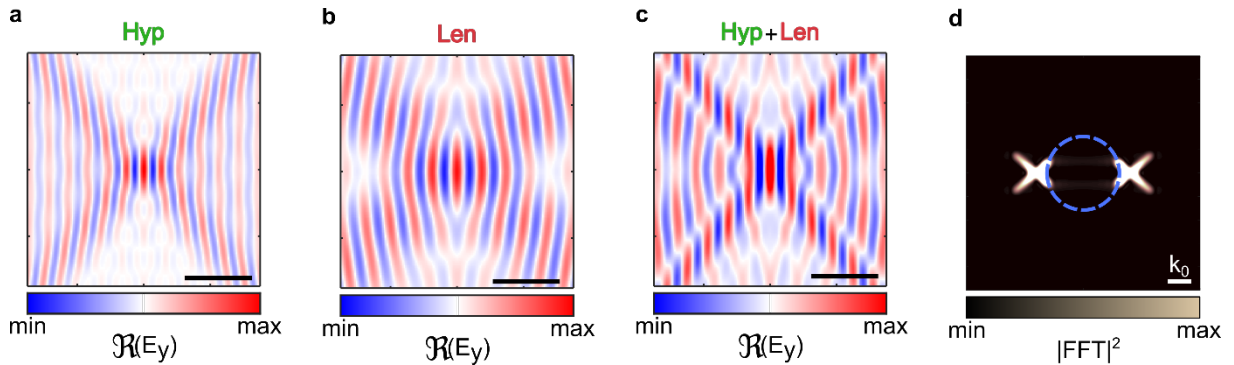 a
Hyp
min max
ℜ(Ey)
b
Len
min max
ℜ(Ey)
c
Hyp+Len
min max
ℜ(Ey)
d
k0
min max
|FFT|²